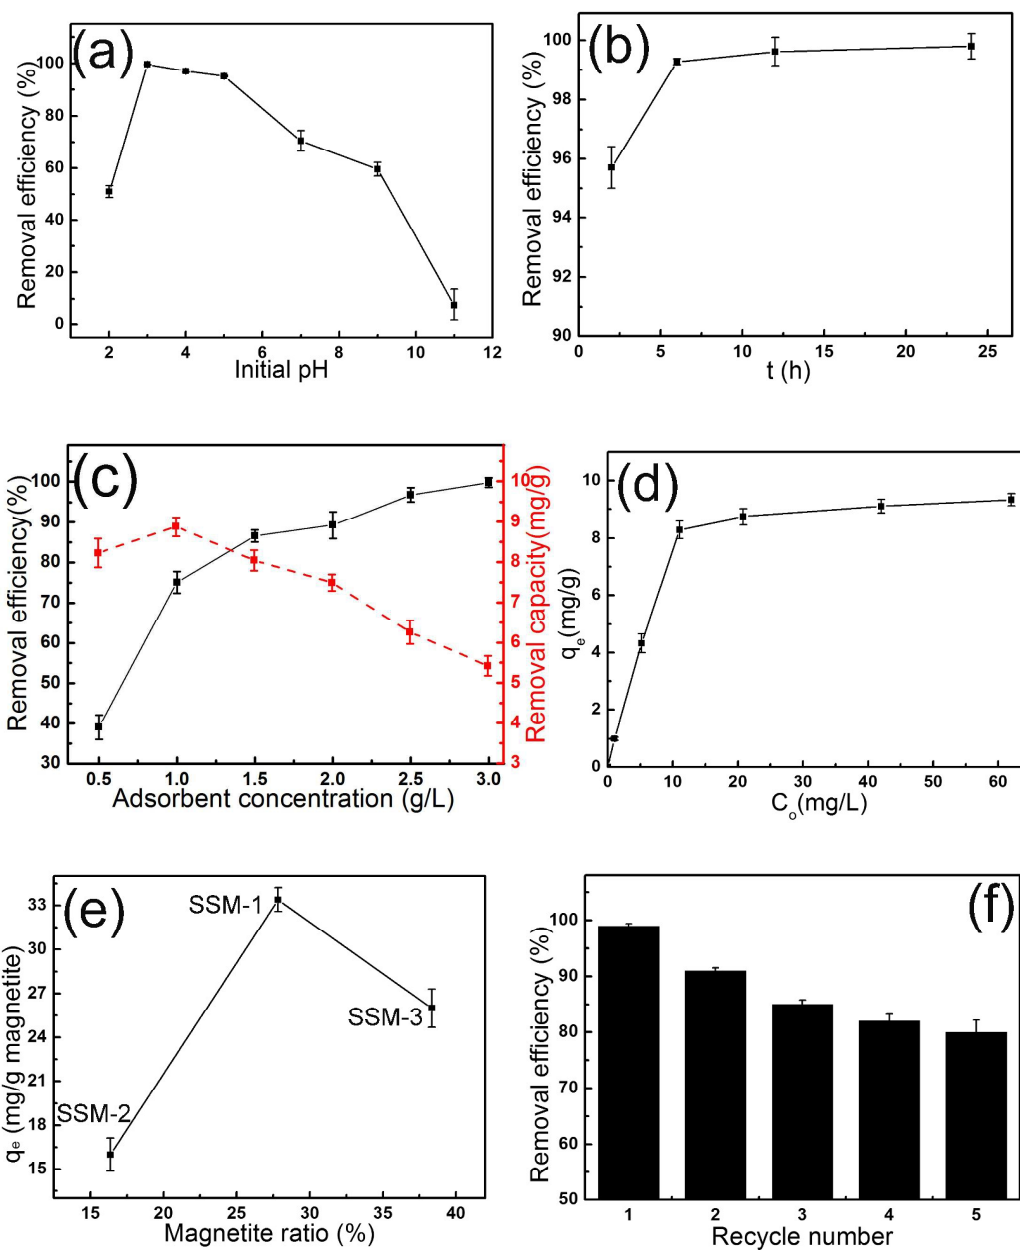 (a)
Removal efficiency (%)
100
80
60
40
20
0
2 4 6 8 10 12
Initial pH
(b)
Removal efficiency (%)
100
98
96
94
92
90
0 5 10 15 20 25
t (h)
(c)
Removal efficiency(%)
100
90
80
70
60
50
40
30
0.5 1.0 1.5 2.0 2.5 3.0
Adsorbent concentration (g/L)
10
9
8
7
6
5
4
3
Removal capacity(mg/g)
(d)
qe(mg/g)
10
8
6
4
2
0
0 10 20 30 40 50 60
Co(mg/L)
(e)
qe (mg/g magnetite)
33
30
27
24
21
18
15
SSM-1
SSM-3
SSM-2
15 20 25 30 35 40
Magnetite ratio (%)
(f)
Removal efficiency (%)
100
90
80
70
60
50
1 2 3 4 5
Recycle number